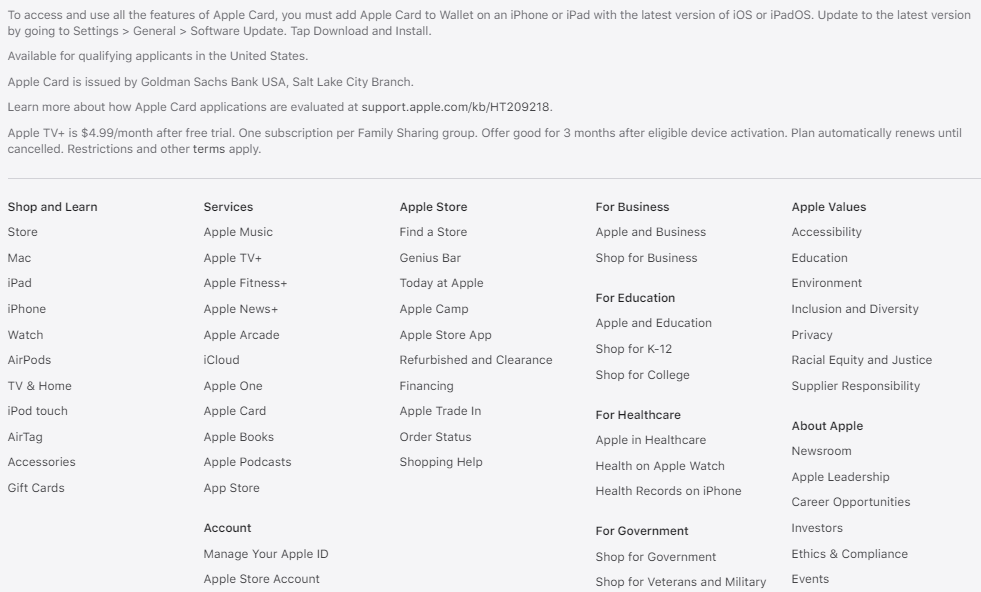 To access and use all the features of Apple Card, you must add Apple Card to Wallet on an iPhone or iPad with the latest version of iOS or iPadOS. Update to the latest version
by going to Settings > General > Software Update. Tap Download and Install.
Available for qualifying applicants in the United States.
Apple Card is issued by Goldman Sachs Bank USA, Salt Lake City Branch.
Learn more about how Apple Card applications are evaluated at support.apple.com/kb/HT209218.
Apple TV+ is $4.99/month after free trial. One subscription per Family Sharing group. Offer good for 3 months after eligible device activation. Plan automatically renews until
cancelled. Restrictions and other terms apply.
Shop and Learn
Store
Mac
iPad
iPhone
Watch
AirPods
TV & Home
iPod touch
AirTag
Accessories
Gift Cards
Services
Apple Music
Apple TV+
Apple Fitness+
Apple News+
Apple Arcade
iCloud
Apple One
Apple Card
Apple Books
Apple Podcasts
App Store
Account
Manage Your Apple ID
Apple Store Account
Apple Store
Find a Store
Genius Bar
Today at Apple
Apple Camp
Apple Store App
Refurbished and Clearance
Financing
Apple Trade In
Order Status
Shopping Help
For Business
Apple and Business
Shop for Business
For Education
Apple and Education
Shop for K-12
Shop for College
For Healthcare
Apple in Healthcare
Health on Apple Watch
Health Records on iPhone
For Government
Shop for Government
Shop for Veterans and Military
Apple Values
Accessibility
Education
Environment
Inclusion and Diversity
Privacy
Racial Equity and Justice
Supplier Responsibility
About Apple
Newsroom
Apple Leadership
Career Opportunities
Investors
Ethics & Compliance
Events